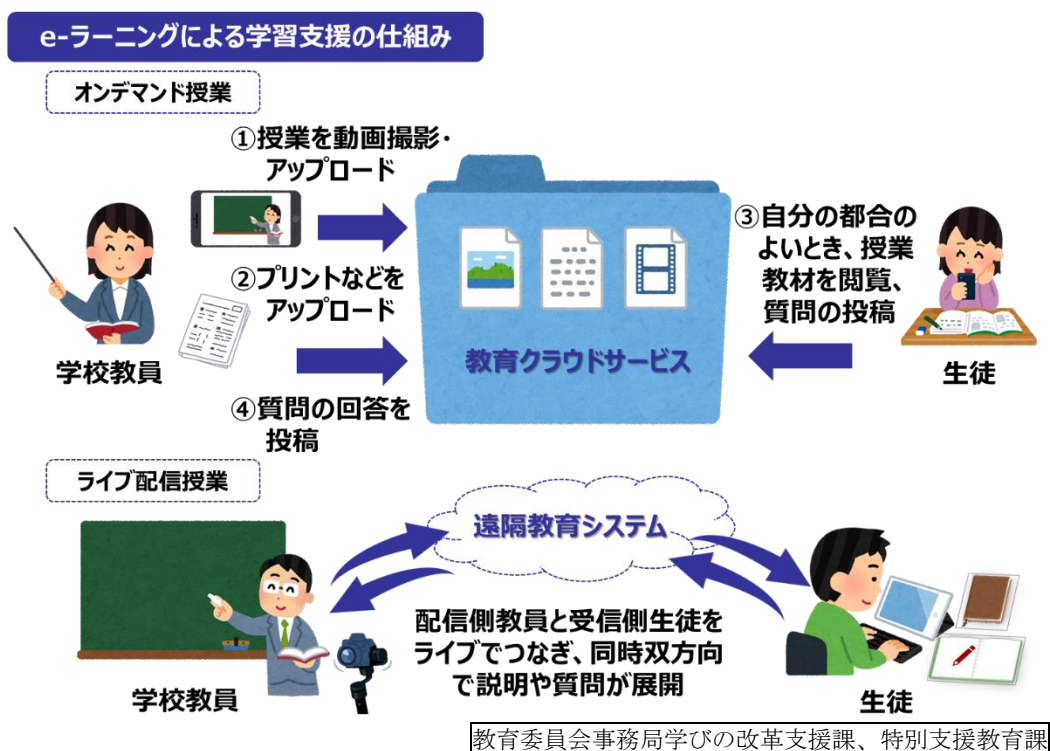 e-ラーニングによる学習支援の仕組み
オンデマンド授業
①授業を動画撮影・
アップロード
②プリントなどを
アップロード
学校教員
④質問の回答を
投稿
教育クラウドサービス
③自分の都合の
よいとき、授業
教材を閲覧、
質問の投稿
生徒
ライブ配信授業
遠隔教育システム
配信側教員と受信側生徒を
ライブでつなぎ、同時双方向
で説明や質問が展開
学校教員
生徒
教育委員会事務局学びの改革支援課、特別支援教育課